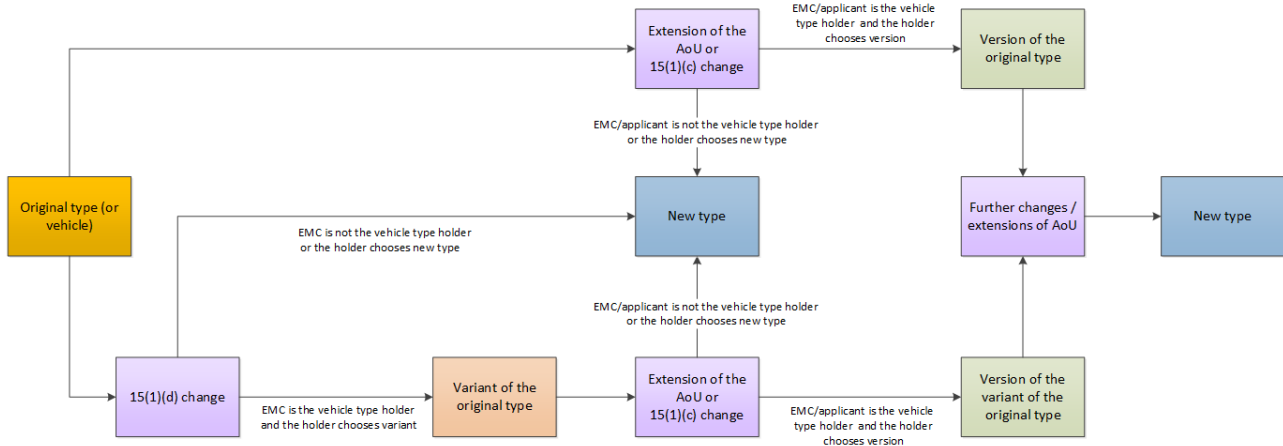 EMC/applicant is the vehicle
type holder and the holder
chooses version
Extension of the
AoU or
15(1)(c) change
Version of the
original type
EMC/applicant is not the vehicle type holder
or the holder chooses new type
Original type (or
vehicle)
New type
Further changes /
extensions of AoU
New type
EMC is not the vehicle type holder
or the holder chooses new type
EMC/applicant is not the vehicle type holder
or the holder chooses new type
15(1)(d) change
EMC is the vehicle type holder
and the holder chooses variant
Variant of the
original type
Extension of the
AoU or
15(1)(c) change
EMC/applicant is the vehicle
type holder and the holder
chooses version
Version of the
variant of the
original type